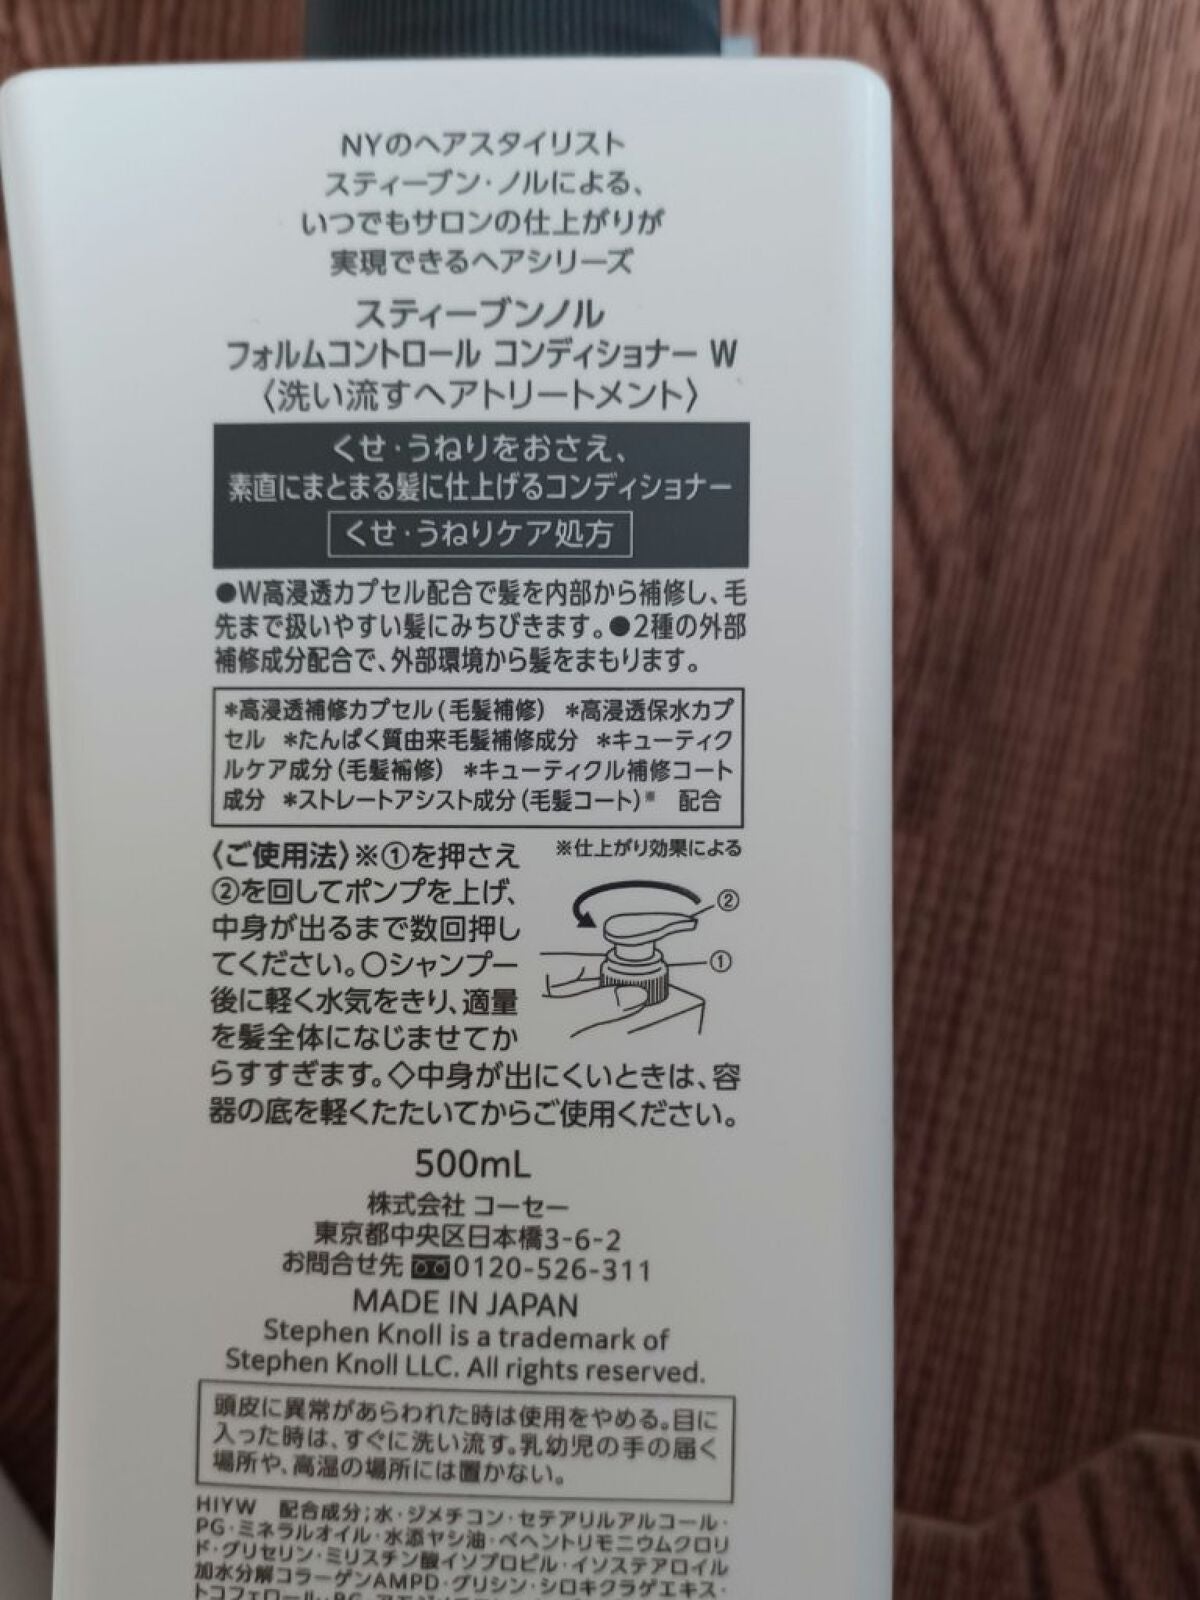 NYのヘアスタイリスト
スティーブン・ノルによる、
いつでもサロンの仕上がりが
実現できるヘアシリーズ
スティーブンノル
フォルムコントロール コンディショナー W
〈洗い流すヘアトリートメント〉
くせ・うねりをおさえ、
素直にまとまる髪に仕上げるコンディショナー
くせ・うねりケア処方
●W高浸透カプセル配合で髪を内部から補修し、毛
先まで扱いやすい髪にみちびきます。●2種の外部
補修成分配合で、外部環境から髪をまもります。
*高浸透補修カプセル(毛髪補修) *高浸透保水カプ
セル *たんぱく質由来毛髪補修成分 *キューティク
ルケア成分(毛髪補修) *キューティクル補修コート
成分 *ストレートアシスト成分(毛髪コート)※ 配合
※仕上がり効果による
〈ご使用法〉※①を押さえ
②を回してポンプを上げ、
中身が出るまで数回押し
てください。○シャンプー
後に軽く水気をきり、適量
を髪全体になじませてか
らすすぎます。◇中身が出にくいときは、容
器の底を軽くたたいてからご使用ください。
②
①
500mL
株式会社 コーセー
東京都中央区日本橋3-6-2
お問合せ先 0120-526-311
MADE IN JAPAN
Stephen Knoll is a trademark of
Stephen Knoll LLC. All rights reserved.
頭皮に異常があらわれた時は使用をやめる。目に
入った時は、すぐに洗い流す。乳幼児の手の届く
場所や、高温の場所には置かない。
HIYW 配合成分;水・ジメチコン・セテアリルアルコール・
PG・ミネラルオイル・水添ヤシ油・ベヘントリモニウムクロリ
ド・グリセリン・ミリスチン酸イソプロピル・イソステアロイル
加水分解コラーゲンAMPD・グリシン・シロキクラゲエキス・
トコフェロール・